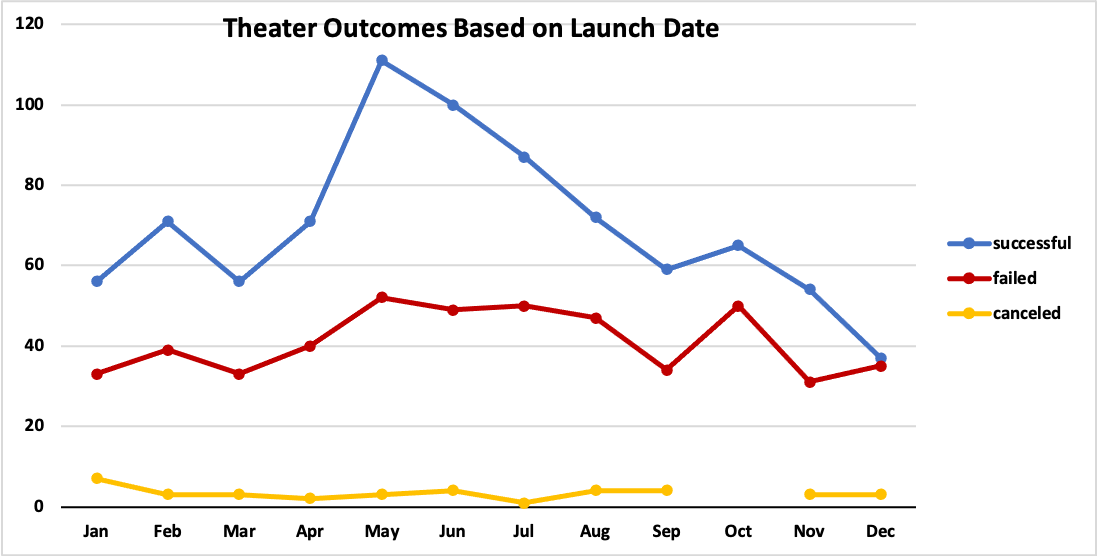 Theater Outcomes Based on Launch Date
120
100
80
60
40
20
0
Jan Feb Mar Apr May Jun Jul Aug Sep Oct Nov Dec
successful
failed
canceled